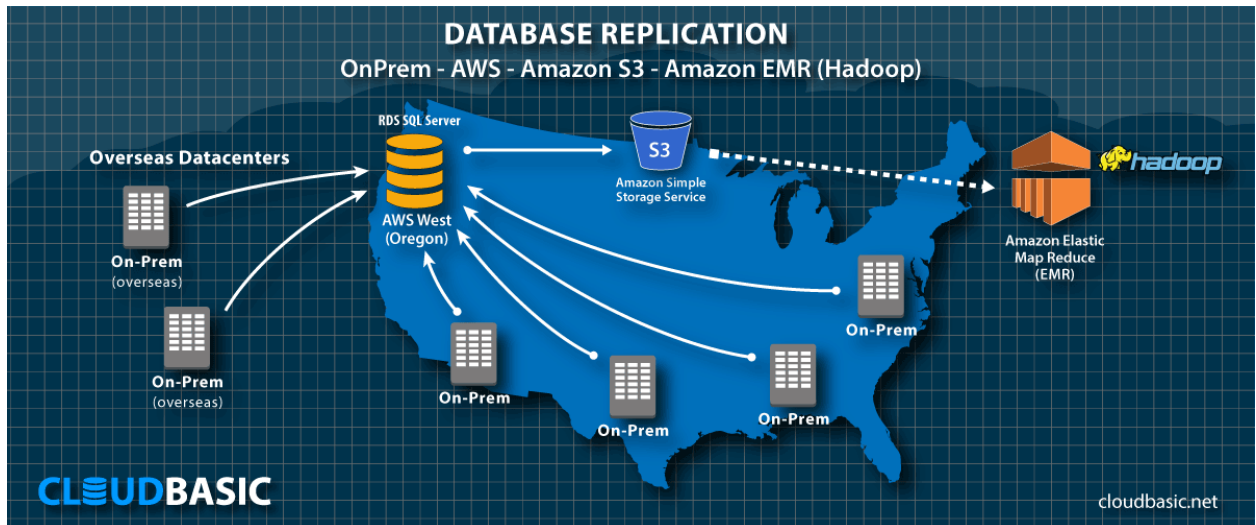 DATABASE REPLICATION
OnPrem - AWS - Amazon S3 - Amazon EMR (Hadoop)
RDS SQL Server
Overseas Datacenters
S3
hadoop
Amazon Simple
Storage Service
AWS West
(Oregon)
Amazon Elastic
Map Reduce
(EMR)
On-Prem
(overseas)
On-Prem
On-Prem
(overseas)
On-Prem
On-Prem
On-Prem
CLOUDBASIC
cloudbasic.net